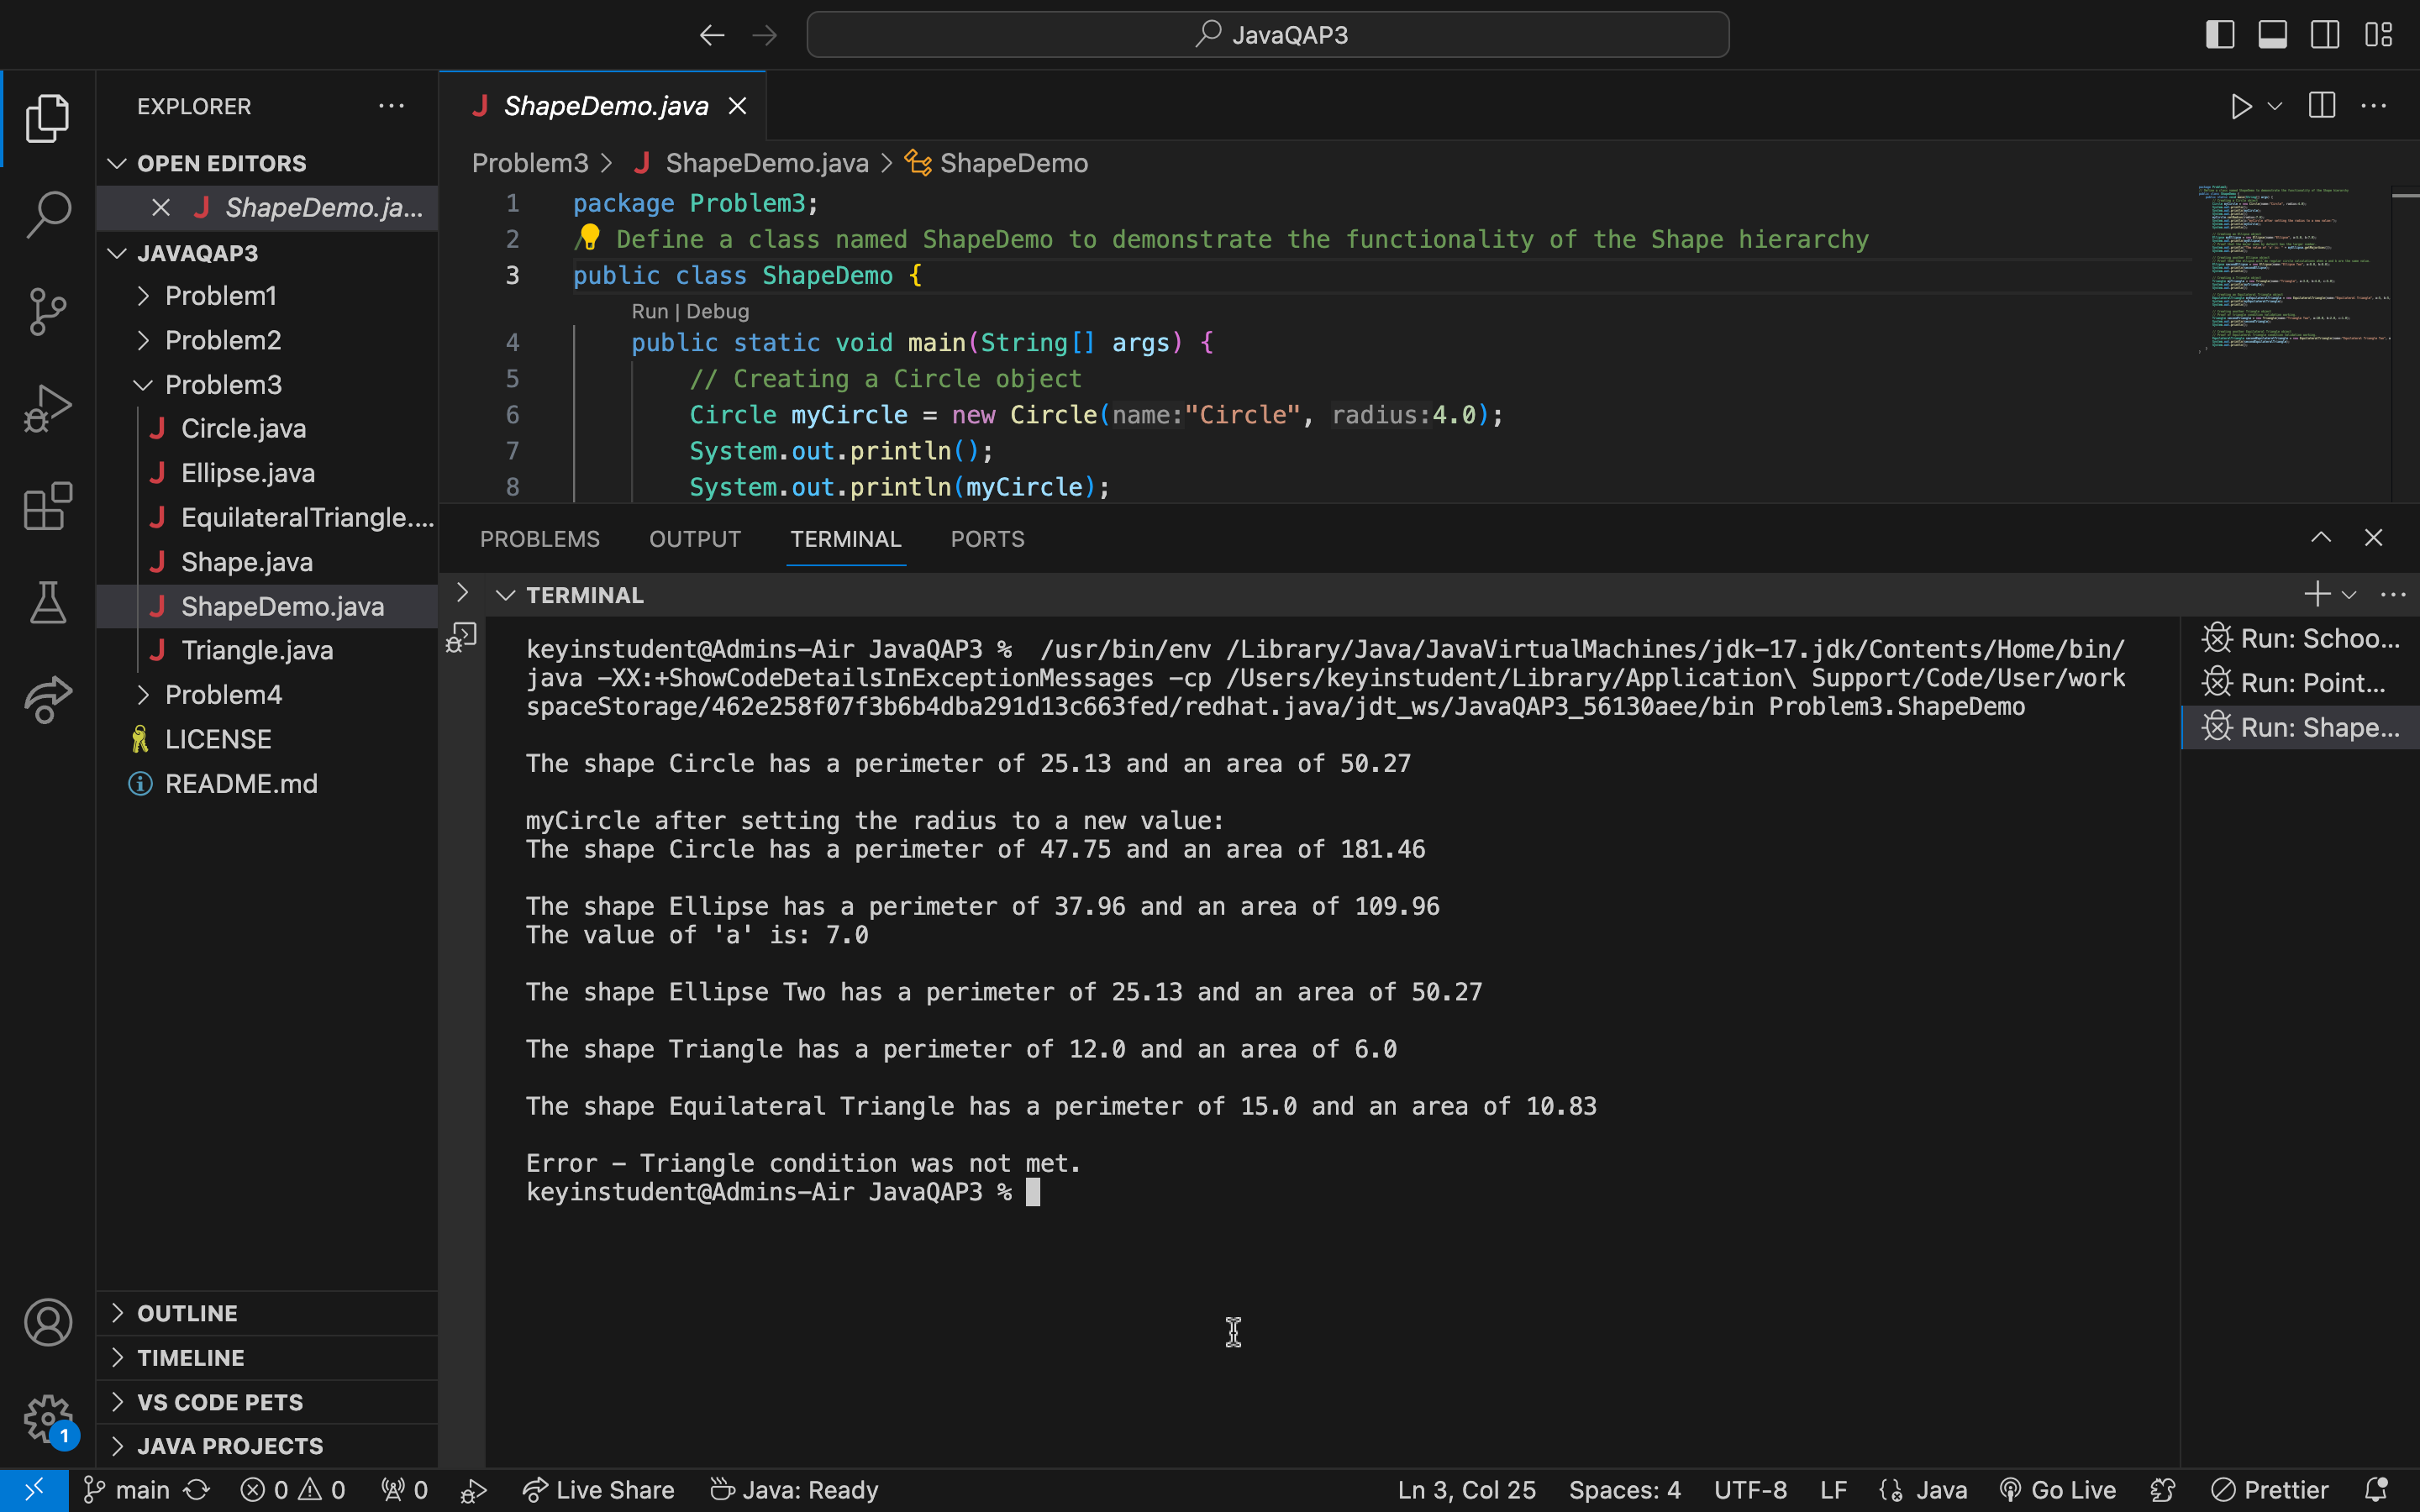 JavaQAP3
EXPLORER
OPEN EDITORS
ShapeDemo.ja...
JAVAQAP3
Problem1
Problem2
Problem3
Circle.java
Ellipse.java
EquilateralTriangle....
Shape.java
ShapeDemo.java
Triangle.java
Problem4
LICENSE
README.md
OUTLINE
TIMELINE
VS CODE PETS
JAVA PROJECTS
1
ShapeDemo.java
Problem3 > ShapeDemo.java > ShapeDemo
1 package Problem3;
2 / Define a class named ShapeDemo to demonstrate the functionality of the Shape hierarchy
3 public class ShapeDemo {
Run | Debug
4 public static void main(String[] args) {
5 // Creating a Circle object
6 Circle myCircle = new Circle(name:"Circle", radius:4.0);
7 System.out.println();
8 System.out.println(myCircle);
PROBLEMS OUTPUT TERMINAL PORTS
TERMINAL
keyinstudent@Admins-Air JavaQAP3 %  /usr/bin/env /Library/Java/JavaVirtualMachines/jdk-17.jdk/Contents/Home/bin/
java -XX:+ShowCodeDetailsInExceptionMessages -cp /Users/keyinstudent/Library/Application\ Support/Code/User/work
spaceStorage/462e258f07f3b6b4dba291d13c663fed/redhat.java/jdt_ws/JavaQAP3_56130aee/bin Problem3.ShapeDemo
The shape Circle has a perimeter of 25.13 and an area of 50.27
myCircle after setting the radius to a new value:
The shape Circle has a perimeter of 47.75 and an area of 181.46
The shape Ellipse has a perimeter of 37.96 and an area of 109.96
The value of 'a' is: 7.0
The shape Ellipse Two has a perimeter of 25.13 and an area of 50.27
The shape Triangle has a perimeter of 12.0 and an area of 6.0
The shape Equilateral Triangle has a perimeter of 15.0 and an area of 10.83
Error - Triangle condition was not met.
keyinstudent@Admins-Air JavaQAP3 %
Run: Schoo...
Run: Point...
Run: Shape...
main 0 0 0 Live Share Java: Ready Ln 3, Col 25 Spaces: 4 UTF-8 LF Java Go Live Prettier